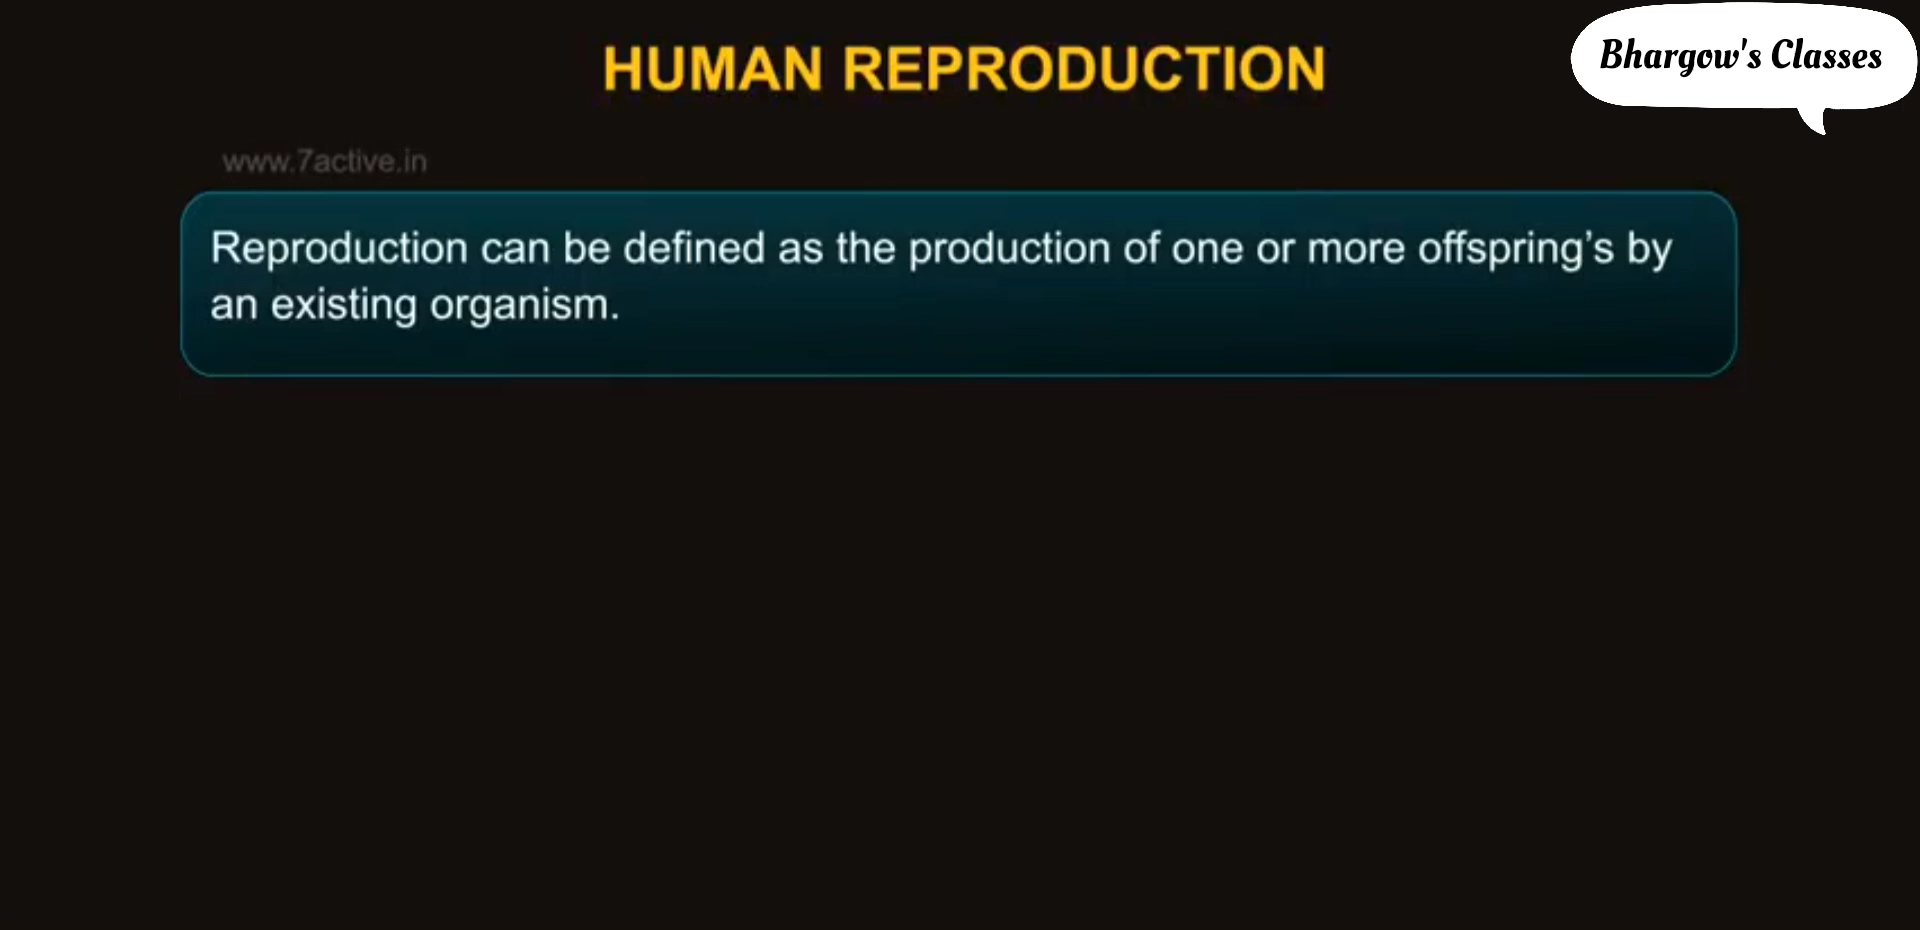 HUMAN REPRODUCTION
Bhargow's Classes
www.7active.in
Reproduction can be defined as the production of one or more offspring’s by
an existing organism.